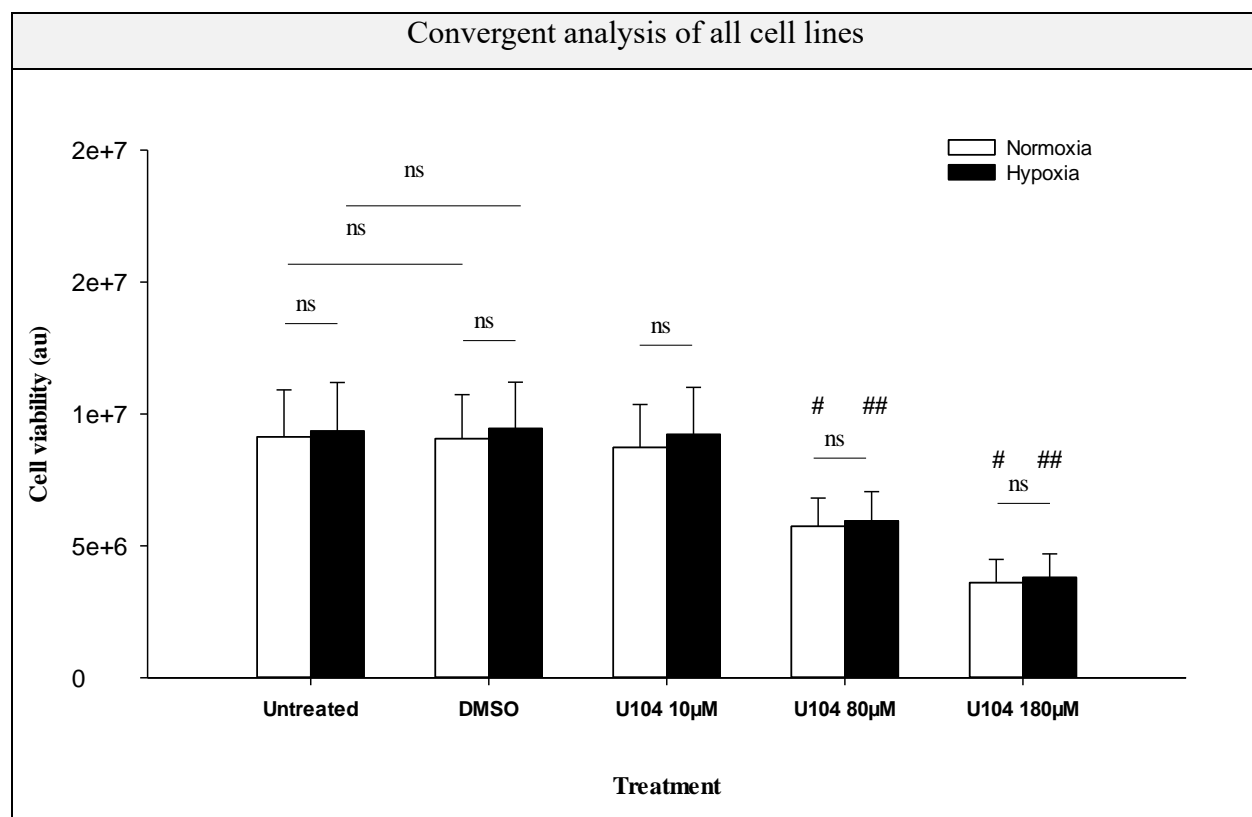 Convergent analysis of all cell lines
2e+7
Normoxia
Hypoxia
ns
ns
2e+7
ns
ns
ns
Cell viability (au)
1e+7
# ##
ns
# ##
ns
5e+6
0
Untreated DMSO U104 10µM U104 80µM U104 180µM
Treatment